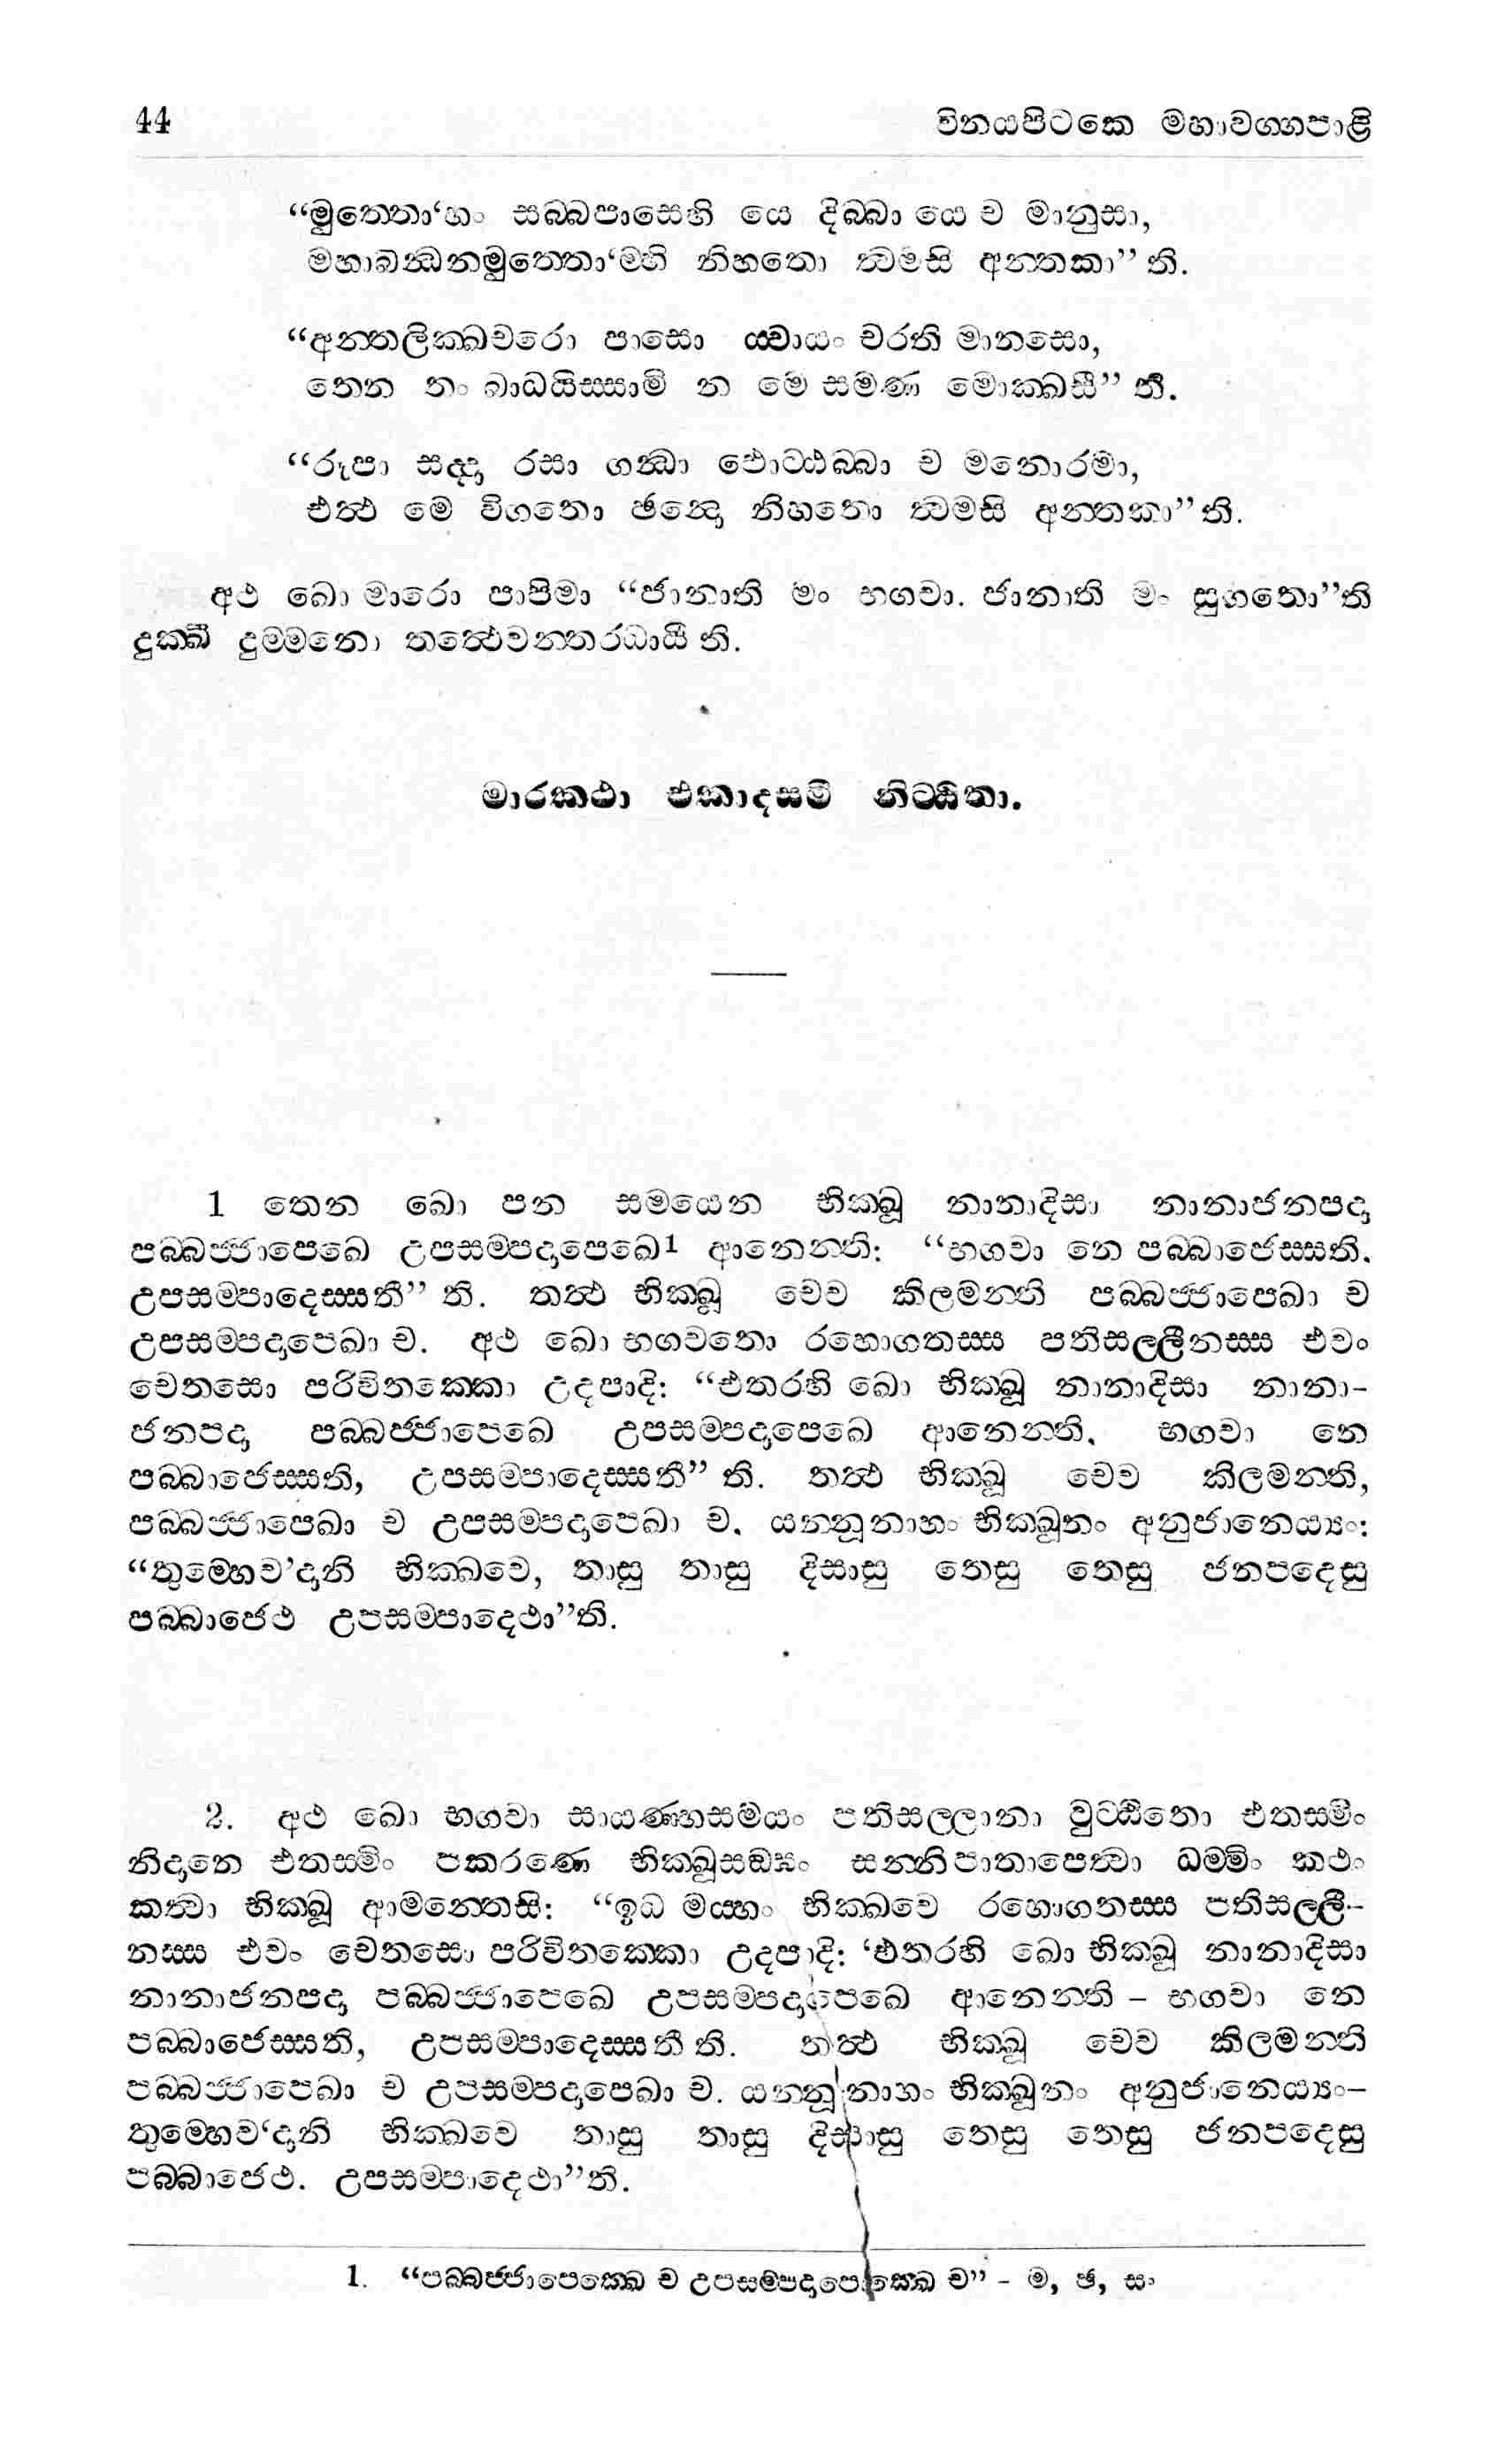 44 විනයපිටකෙ මහාවග්ගපාළි
“මුත්තො‘හං සබ්බපාසෙහි යෙ දිබ්බා යෙ ච මානුසා,
මහාබන්ධනමුත්තො‘ම්හි නිහතො ත්වමසි අන්තකා” ති.
“අන්තලික්ඛචරො පාසො ය්වායං චරති මානසො,
තෙන තං බාධයිස්සාමි න මෙ සමණ මොක්ඛසී” ති.
“රූපා සද්දා රසා ගන්ධා ඵොට්ඨබ්බා ච මනොරමා,
එත්ථ මෙ විගතො ඡන්දො නිහතො ත්වමසි අන්තකා”ති.
අථ ඛො මාරො පාපිමා “ජානාති මං භගවා. ජානාති මං සුගතො”ති
දුක්ඛී දුම්මනො තත්ථෙවන්තරධායී ති.
මාරකථා එකාදසමී නිට්ඨිතා.
1 තෙන ඛො පන සමයෙන භික්ඛූ නානාදිසා නානාජනපදා
පබ්බජ්ජාපෙඛෙ උපසම්පදාපෙඛෙ1 ආනෙන්ති: “භගවා නෙ පබ්බාජෙස්සති.
උපසම්පාදෙස්සතී” ති. තත්ථ භික්ඛූ චෙව කිලමන්ති පබ්බජ්ජාපෙඛා ච
උපසම්පදාපෙඛා ච. අථ ඛො භගවතො රහොගතස්ස පතිසල්ලීනස්ස එවං
චෙතසො පරිවිතක්කො උදපාදි: “එතරහි ඛො භික්ඛූ නානාදිසා නානා-
ජනපදා පබ්බජ්ජාපෙඛෙ උපසම්පදාපෙඛෙ ආනෙන්ති. භගවා නෙ
පබ්බාජෙස්සති, උපසම්පාදෙස්සතී” ති. තත්ථ භික්ඛූ චෙව කිලමන්ති,
පබ්බජ්ජාපෙඛා ච උපසම්පදාපෙඛා ච. යන්නූනාහං භික්ඛූනං අනුජානෙය්‍යං:
“තුම්හෙව’දානි භික්ඛවෙ, තාසු තාසු දිසාසු තෙසු තෙසු ජනපදෙසු
පබ්බාජෙථ උපසම්පාදෙථා”ති.
2. අථ ඛො භගවා සායණ්හසමයං පතිසල්ලානා වුට්ඨිතො එතස්මිං
නිදානෙ එතස්මිං පකරණෙ භික්ඛූසඞ්ඝං සන්නිපාතාපෙත්වා ධම්මිං කථං
කත්වා භික්ඛූ ආමන්තෙසි: “ඉධ මය්හං භික්ඛවෙ රහොගතස්ස පතිසල්ලී-
නස්ස එවං චෙතසො පරිවිතක්කො උදපාදි: ‘එතරහි ඛො භික්ඛූ නානාදිසා
නානාජනපදා පබ්බජ්ජාපෙඛෙ උපසම්පදාපෙඛෙ ආනෙන්ති – භගවා නෙ
පබ්බාජෙස්සති, උපසම්පාදෙස්සතී ති. තත්ථ භික්ඛූ චෙව කිලමන්ති
පබ්බජ්ජාපෙඛා ච උපසම්පදාපෙඛා ච. යන්නූනාහං භික්ඛූනං අනුජානෙය්‍යං–
තුම්හෙව‘දානි භික්ඛවෙ තාසු තාසු දිසාසු තෙසු තෙසු ජනපදෙසු
පබ්බාජෙථ. උපසම්පාදෙථා”ති.
1. “පබ්බජ්ජාපෙක්ඛෙ ච උපසම්පදාපෙක්ඛෙ ච” – ම, ඡ, සං